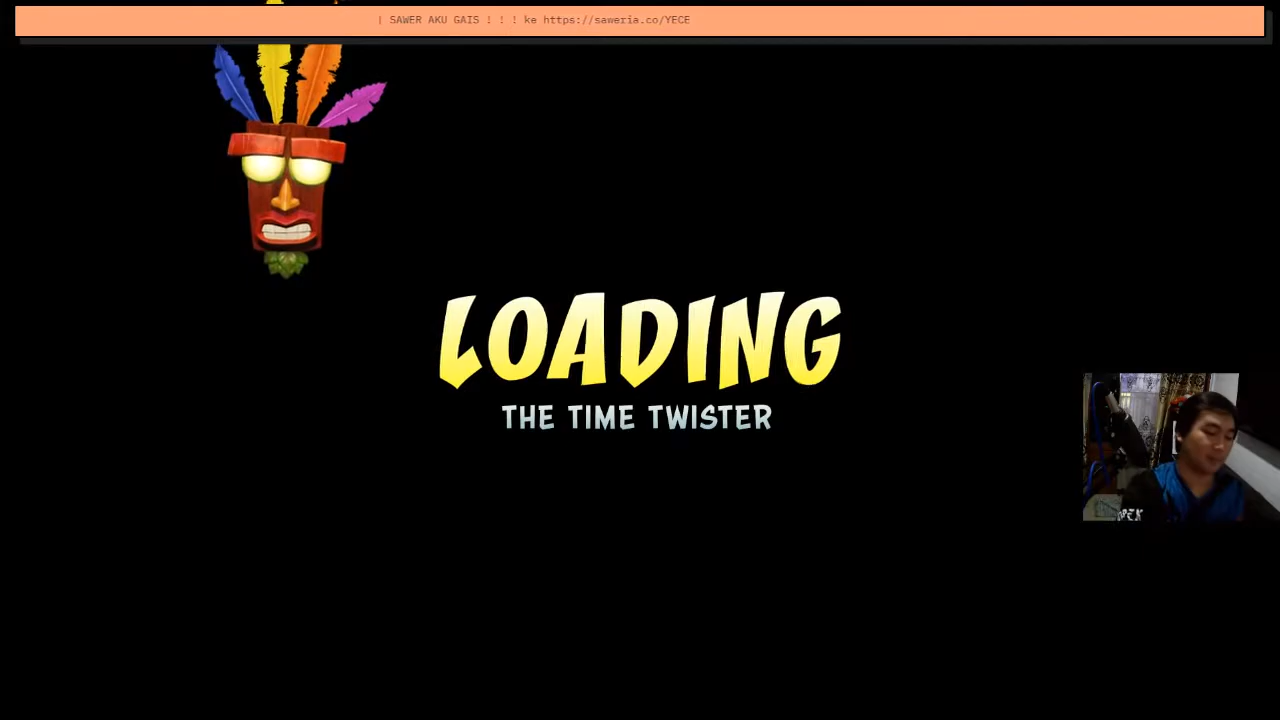 | SAWER AKU GAIS ! : ! ke https://saweria.co/YECE
LOADING
THE TIME TWISTER